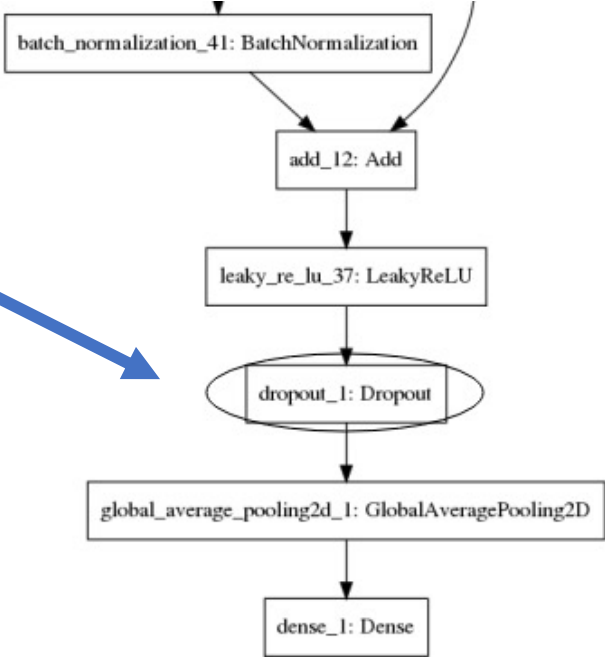 batch_normalization_41: BatchNormalization
add_12: Add
leaky_re_lu_37: LeakyReLU
dropout_1: Dropout
global_average_pooling2d_1: GlobalAveragePooling2D
dense_1: Dense